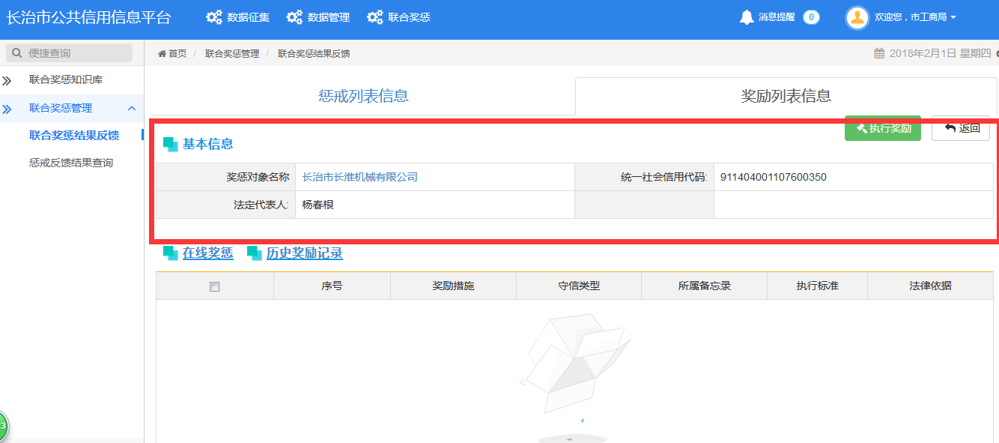 长治市公共信用信息平台 数据征集 数据管理 联合奖惩 消息提醒 0 欢迎您，市工商局
便捷查询 首页 / 联合奖惩管理 / 联合奖惩结果反馈 2018年2月1日 星期四
联合奖惩知识库
联合奖惩管理
联合奖惩结果反馈
惩戒反馈结果查询
惩戒列表信息 奖励列表信息
执行奖励 返回
基本信息
奖惩对象名称 长治市长淮机械有限公司 统一社会信用代码: 911404001107600350
法定代表人: 杨春根
在线奖惩 历史奖励记录
序号 奖励措施 守信类型 所属备忘录 执行标准 法律依据
3